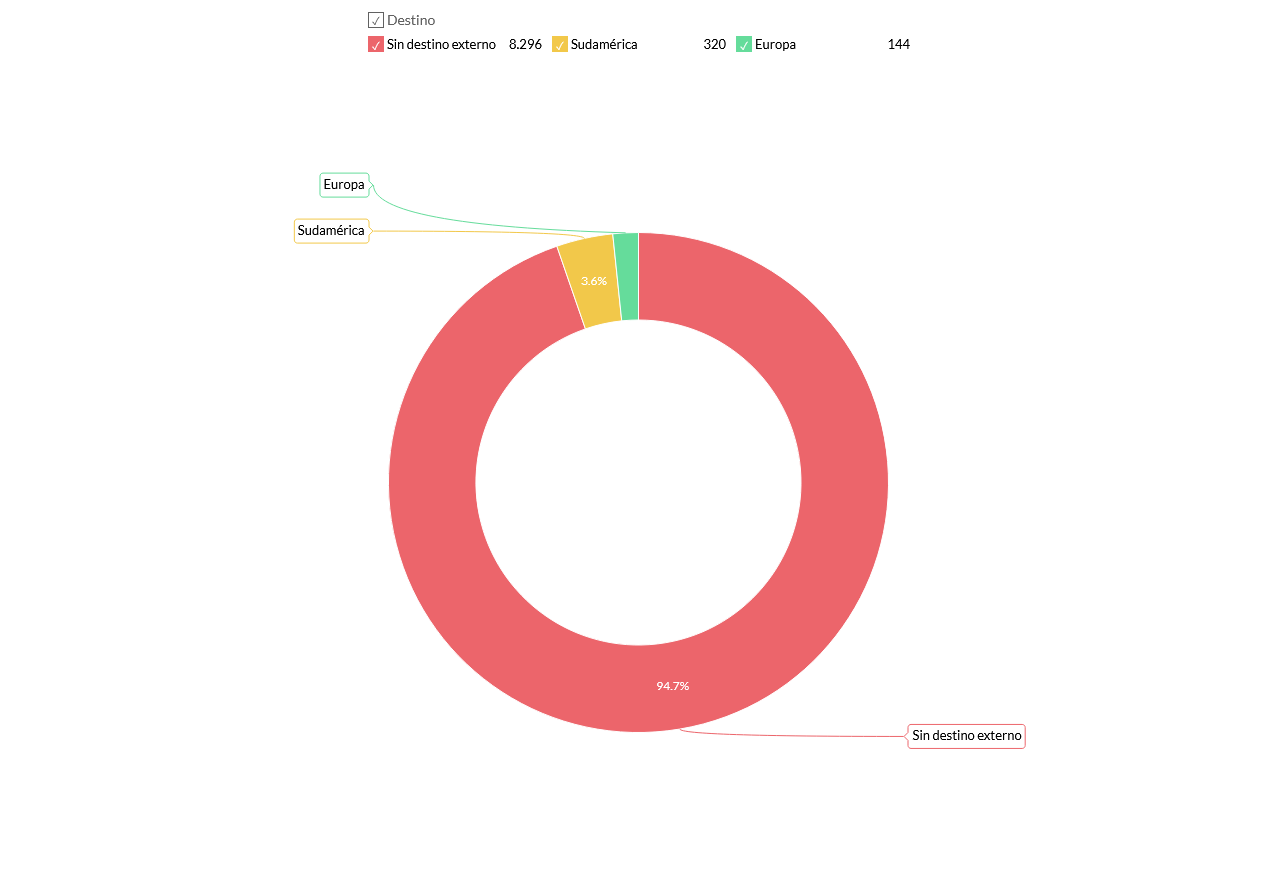 Destino
Sin destino externo 8.296 Sudamérica 320 Europa 144
Europa
Sudamérica
3.6%
94.7%
Sin destino externo